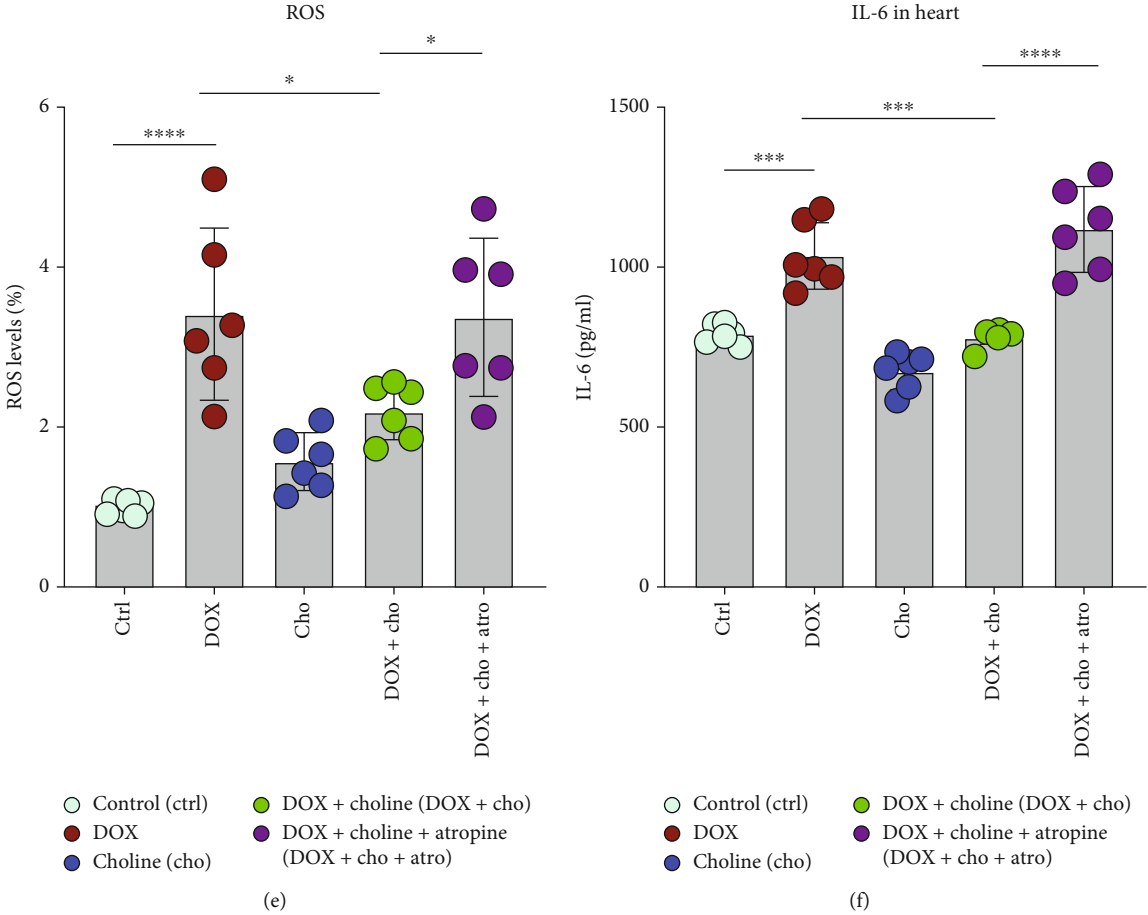 ROS
*
*
****
6
4
2
0
ROS levels (%)
Ctrl
DOX
Cho
DOX + cho
DOX + cho + atro
Control (ctrl)
DOX
Choline (cho)
DOX + choline (DOX + cho)
DOX + choline + atropine
(DOX + cho + atro)
(e)
IL-6 in heart
****
***
***
1500
1000
500
0
IL-6 (pg/ml)
Ctrl
DOX
Cho
DOX + cho
DOX + cho + atro
Control (ctrl)
DOX
Choline (cho)
DOX + choline (DOX + cho)
DOX + choline + atropine
(DOX + cho + atro)
(f)